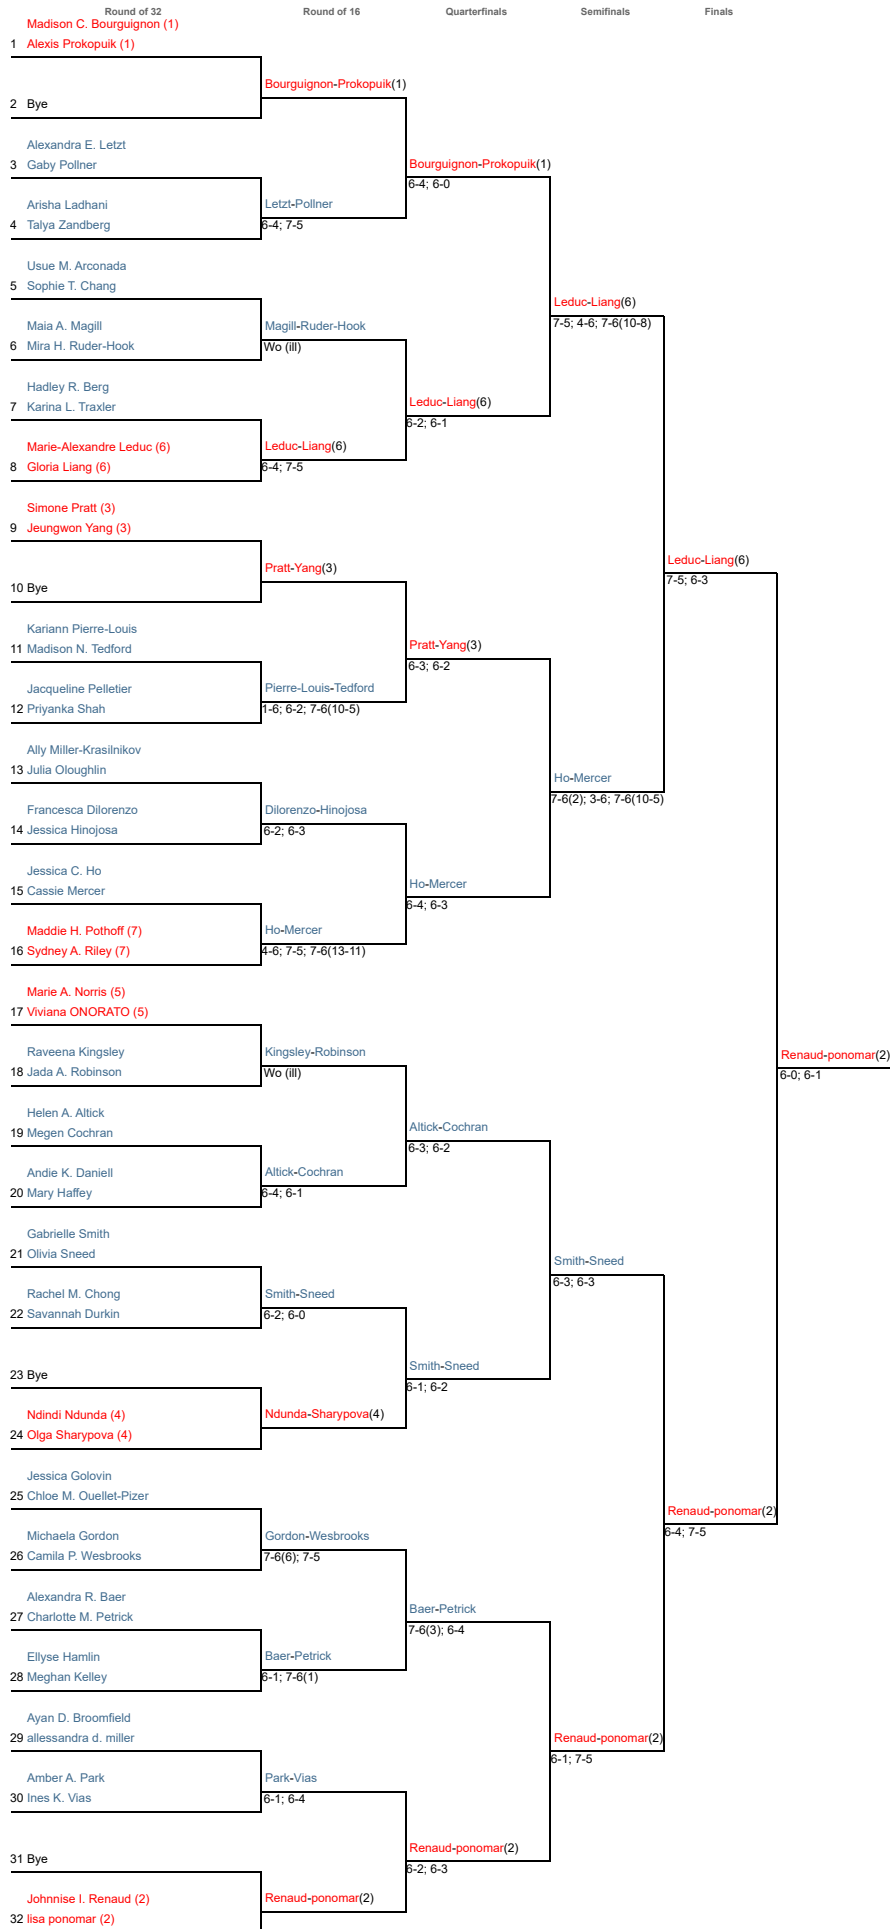 Round of 32
Round of 16
Quarterfinals
Semifinals
Finals
Madison C. Bourguignon (1)
1 Alexis Prokopuik (1)
Bourguignon-Prokopuik(1)
2 Bye
Alexandra E. Letzt
3 Gaby Pollner
Bourguignon-Prokopuik(1)
6-4; 6-0
Arisha Ladhani
Letzt-Pollner
4 Talya Zandberg
6-4; 7-5
Usue M. Arconada
5 Sophie T. Chang
Leduc-Liang(6)
7-5; 4-6; 7-6(10-8)
Maia A. Magill
Magill-Ruder-Hook
6 Mira H. Ruder-Hook
Wo (ill)
Hadley R. Berg
7 Karina L. Traxler
Leduc-Liang(6)
6-2; 6-1
Marie-Alexandre Leduc (6)
Leduc-Liang(6)
8 Gloria Liang (6)
6-4; 7-5
Simone Pratt (3)
9 Jeungwon Yang (3)
Leduc-Liang(6)
7-5; 6-3
Pratt-Yang(3)
10 Bye
Kariann Pierre-Louis
11 Madison N. Tedford
Pratt-Yang(3)
6-3; 6-2
Jacqueline Pelletier
Pierre-Louis-Tedford
12 Priyanka Shah
1-6; 6-2; 7-6(10-5)
Ally Miller-Krasilnikov
13 Julia Oloughlin
Ho-Mercer
7-6(2); 3-6; 7-6(10-5)
Francesca Dilorenzo
Dilorenzo-Hinojosa
14 Jessica Hinojosa
6-2; 6-3
Jessica C. Ho
15 Cassie Mercer
Ho-Mercer
6-4; 6-3
Maddie H. Pothoff (7)
Ho-Mercer
16 Sydney A. Riley (7)
4-6; 7-5; 7-6(13-11)
Marie A. Norris (5)
17 Viviana ONORATO (5)
Raveena Kingsley
Kingsley-Robinson
18 Jada A. Robinson
Wo (ill)
Renaud-ponomar(2)
6-0; 6-1
Helen A. Altick
19 Megen Cochran
Altick-Cochran
6-3; 6-2
Andie K. Daniell
Altick-Cochran
20 Mary Haffey
6-4; 6-1
Gabrielle Smith
21 Olivia Sneed
Smith-Sneed
6-3; 6-3
Rachel M. Chong
Smith-Sneed
22 Savannah Durkin
6-2; 6-0
23 Bye
Smith-Sneed
6-1; 6-2
Ndindi Ndunda (4)
Ndunda-Sharypova(4)
24 Olga Sharypova (4)
Jessica Golovin
25 Chloe M. Ouellet-Pizer
Renaud-ponomar(2)
6-4; 7-5
Michaela Gordon
Gordon-Wesbrooks
26 Camila P. Wesbrooks
7-6(6); 7-5
Alexandra R. Baer
27 Charlotte M. Petrick
Baer-Petrick
7-6(3); 6-4
Ellyse Hamlin
Baer-Petrick
28 Meghan Kelley
6-1; 7-6(1)
Ayan D. Broomfield
29 allessandra d. miller
Renaud-ponomar(2)
6-1; 7-5
Amber A. Park
Park-Vias
30 Ines K. Vias
6-1; 6-4
31 Bye
Renaud-ponomar(2)
6-2; 6-3
Johnnise I. Renaud (2)
Renaud-ponomar(2)
32 lisa ponomar (2)